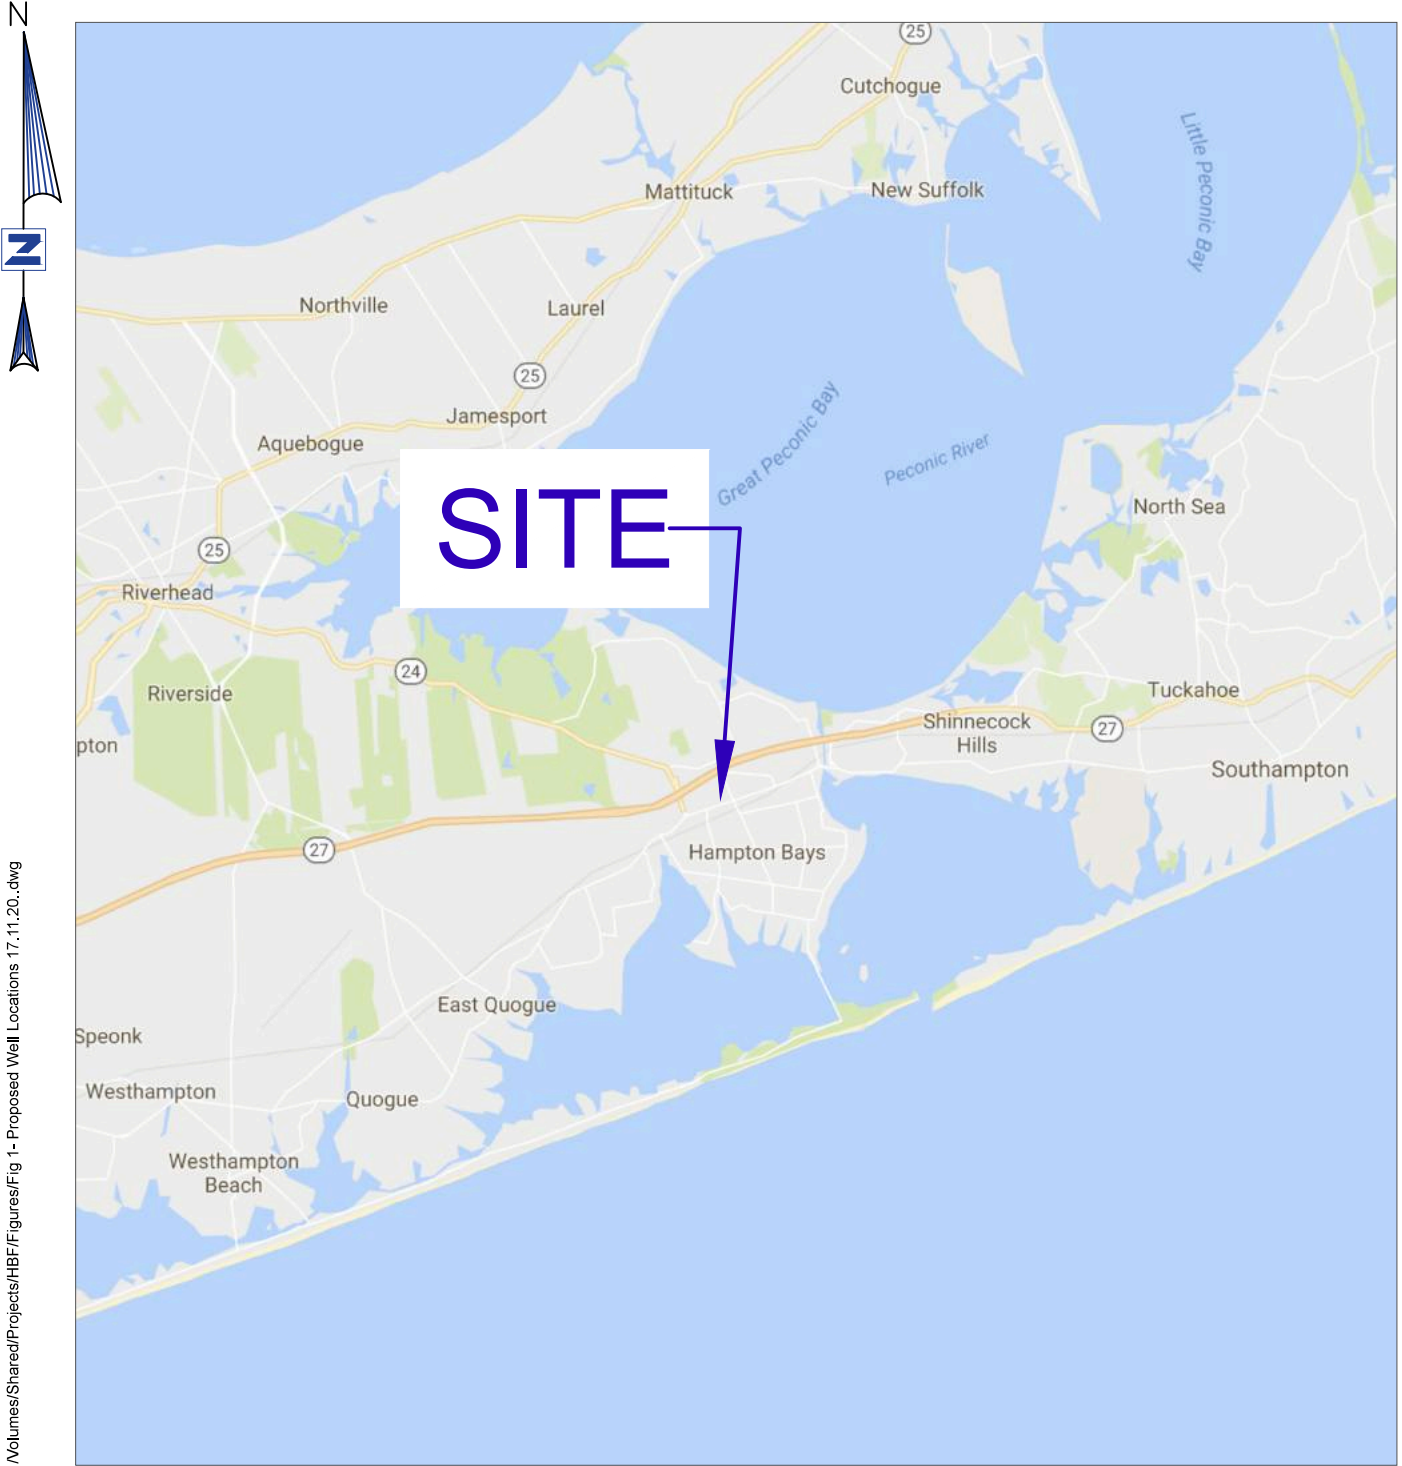 N
25
Cutchogue
Little Peconic Bay
Mattituck
New Suffolk
Northville
Laurel
25
Jamesport
Aquebogue
Great Peconic Bay
Peconic River
SITE
North Sea
25
Riverhead
24
Riverside
Tuckahoe
Shinnecock
Hills
27
pton
Southampton
27
Hampton Bays
East Quogue
Speonk
Westhampton
Quogue
Westhampton
Beach
/Volumes/Shared/Projects/HBF/Figures/Fig 1- Proposed Well Locations 17.11.20..dwg